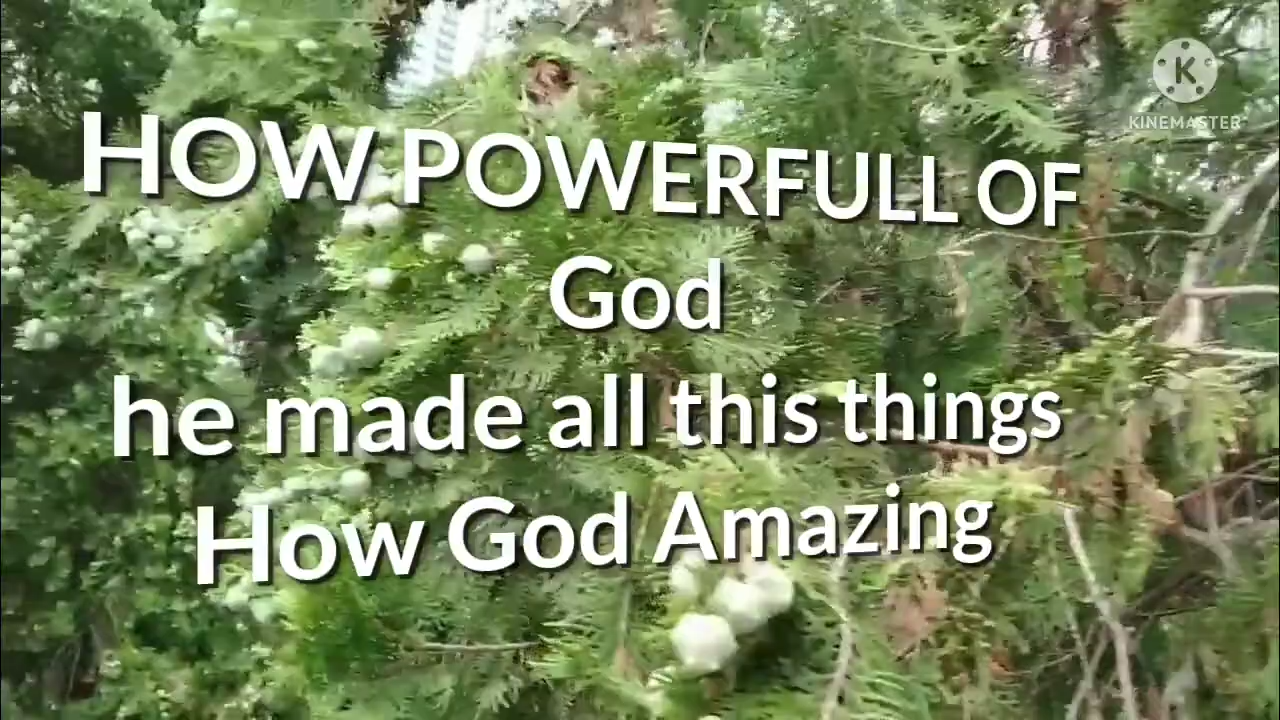 K
KINEMASTER
HOW POWERFULL OF
God
he made all this things
How God Amazing